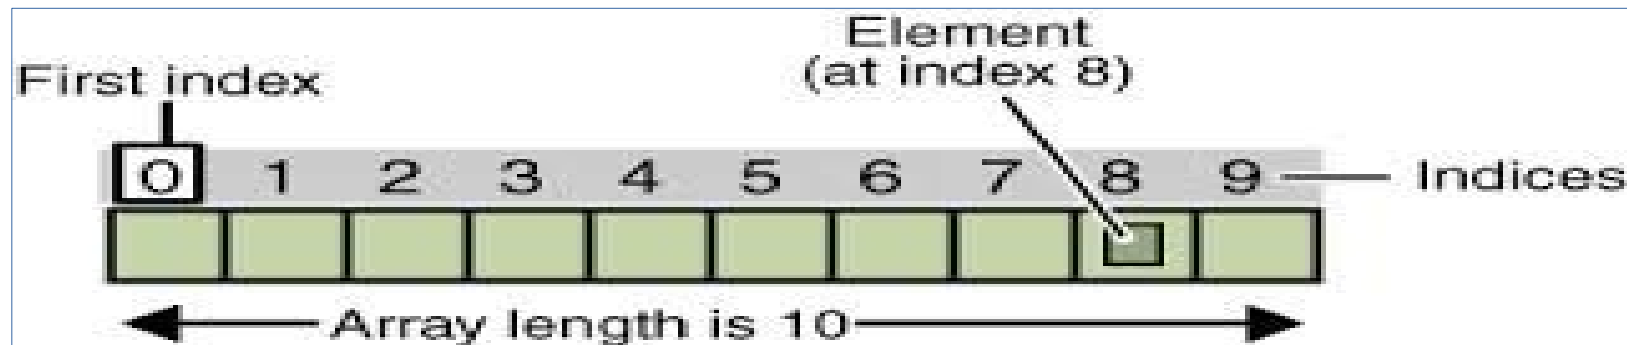 Element
(at index 8)
First index
0 1 2 3 4 5 6 7 8 9
Indices
Array length is 10